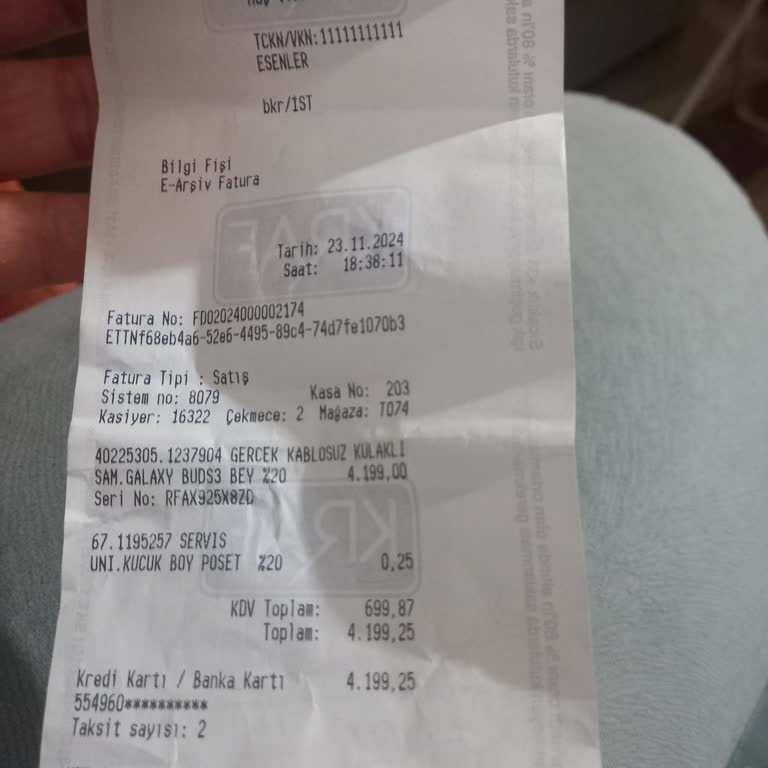 TCKN/VKN:11111111111
ESENLER
bkr/İST
Bilgi Fişi
E-Arşiv Fatura
Tarih: 23.11.2024
Saat: 18:38:11
Fatura No: FD02024000002174
ETTNf68eb4a6-52e6-4495-89c4-74d7fe1070b3
Fatura Tipi : Satış
Sistem no: 8079 Kasa No: 203
Kasiyer: 16322 Çekmece: 2 Mağaza: T074
40225305.1237904 GERCEK KABLOSUZ KULAKLI
SAM.GALAXY BUDS3 BEY %20 4.199,00
Seri No: RFAX925X8ZD
67.1195257 SERVIS
UNI.KUCUK BOY POSET %20 0,25
KDV Toplam: 699,87
Toplam: 4.199,25
Kredi Kartı / Banka Kartı 4.199,25
554960**********
Taksit sayısı: 2